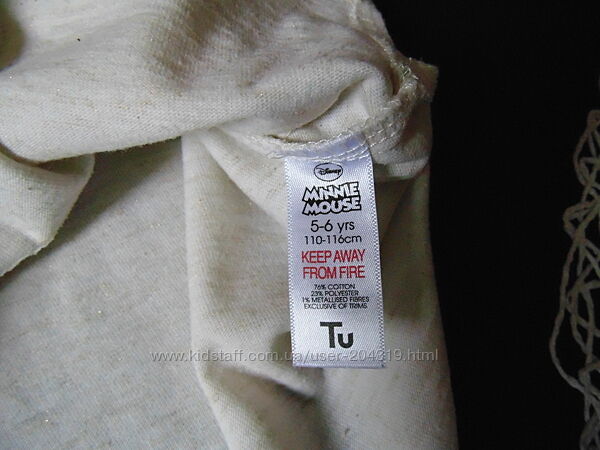 Disney
MINNIE
MOUSE
5-6 yrs
110-116cm
KEEP AWAY
FROM FIRE
76% COTTON
23% POLYESTER
1% METALLISED FIBRES
EXCLUSIVE OF TRIMS
Tu
www.kidstaff.com.ua/user-204319.html